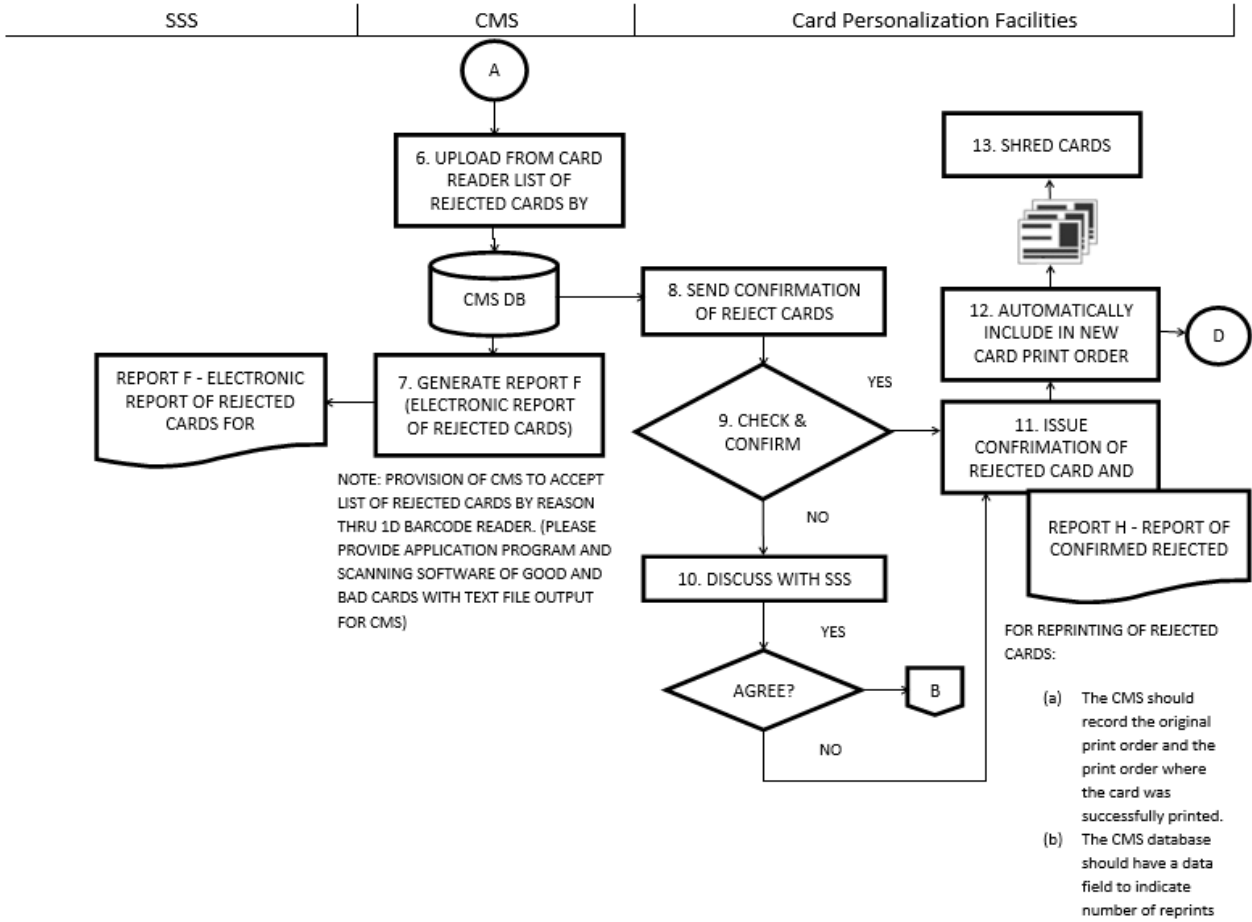 SSS
CMS
Card Personalization Facilities
A
6. UPLOAD FROM CARD
READER LIST OF
REJECTED CARDS BY
CMS DB
7. GENERATE REPORT F
(ELECTRONIC REPORT
OF REJECTED CARDS)
REPORT F - ELECTRONIC
REPORT OF REJECTED
CARDS FOR
NOTE: PROVISION OF CMS TO ACCEPT
LIST OF REJECTED CARDS BY REASON
THRU 1D BARCODE READER. (PLEASE
PROVIDE APPLICATION PROGRAM AND
SCANNING SOFTWARE OF GOOD AND
BAD CARDS WITH TEXT FILE OUTPUT
FOR CMS)
8. SEND CONFIRMATION
OF REJECT CARDS
9. CHECK &
CONFIRM
YES
NO
10. DISCUSS WITH SSS
YES
AGREE?
B
NO
13. SHRED CARDS
12. AUTOMATICALLY
INCLUDE IN NEW
CARD PRINT ORDER
D
11. ISSUE
CONFRIMATION OF
REJECTED CARD AND
REPORT H - REPORT OF
CONFIRMED REJECTED
FOR REPRINTING OF REJECTED
CARDS:
(a) The CMS should
record the original
print order and the
print order where
the card was
successfully printed.
(b) The CMS database
should have a data
field to indicate
number of reprints